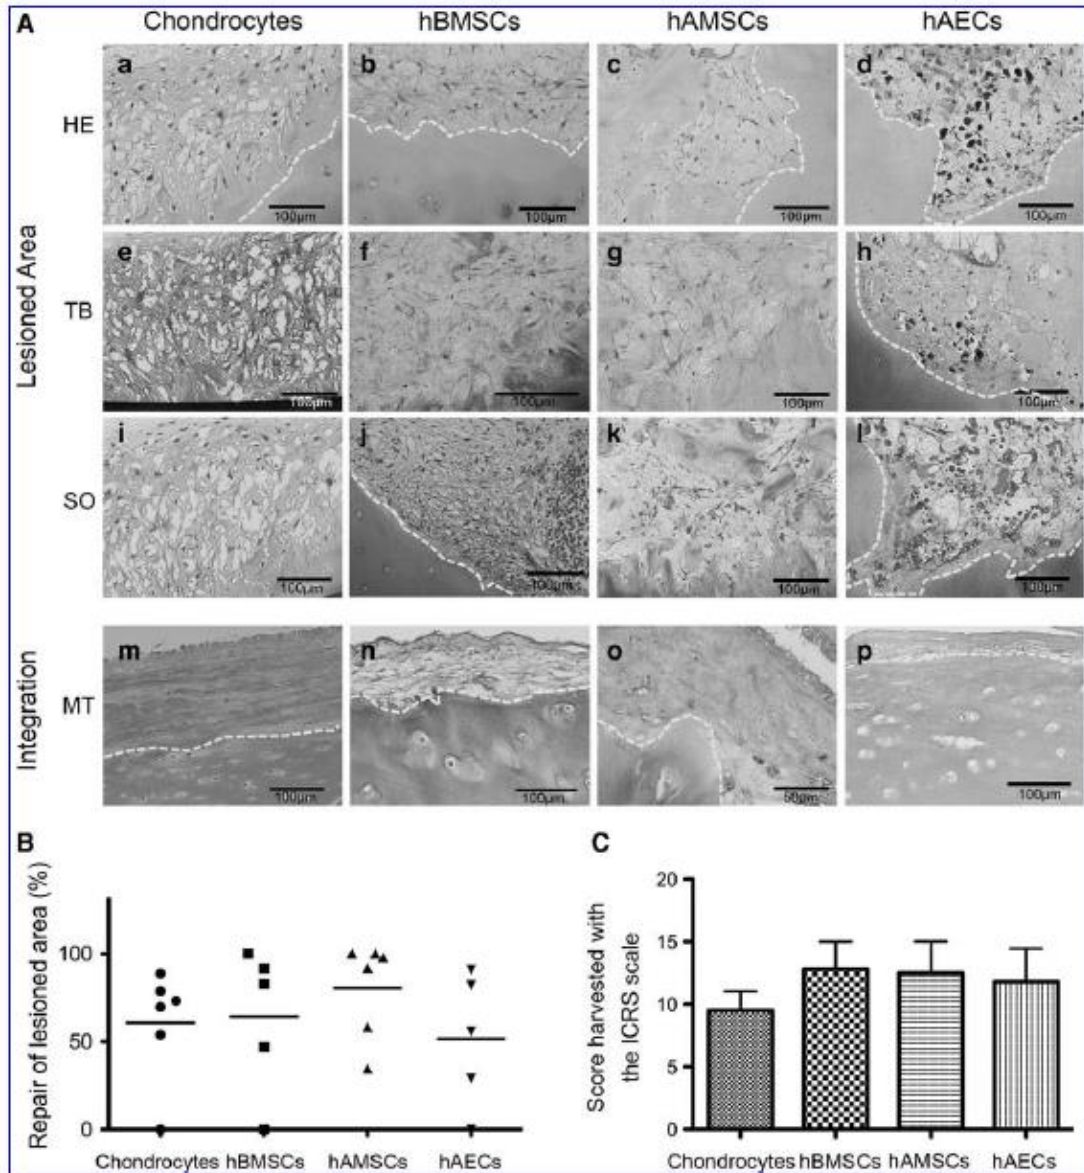 A
Chondrocytes hBMSCs hAMSCs hAECs
Lesioned Area
HE
a b c d
100µm 100µm 100µm 100µm
TB
e f g h
100µm 100µm 100µm 100µm
SO
i j k l
100µm 100µm 100µm 100µm
Integration
MT
m n o p
100µm 100µm 50µm 100µm
B
Repair of lesioned area (%)
100
50
0
Chondrocytes hBMSCs hAMSCs hAECs
C
Score harvested with
the ICRS scale
20
15
10
5
0
Chondrocytes hBMSCs hAMSCs hAECs